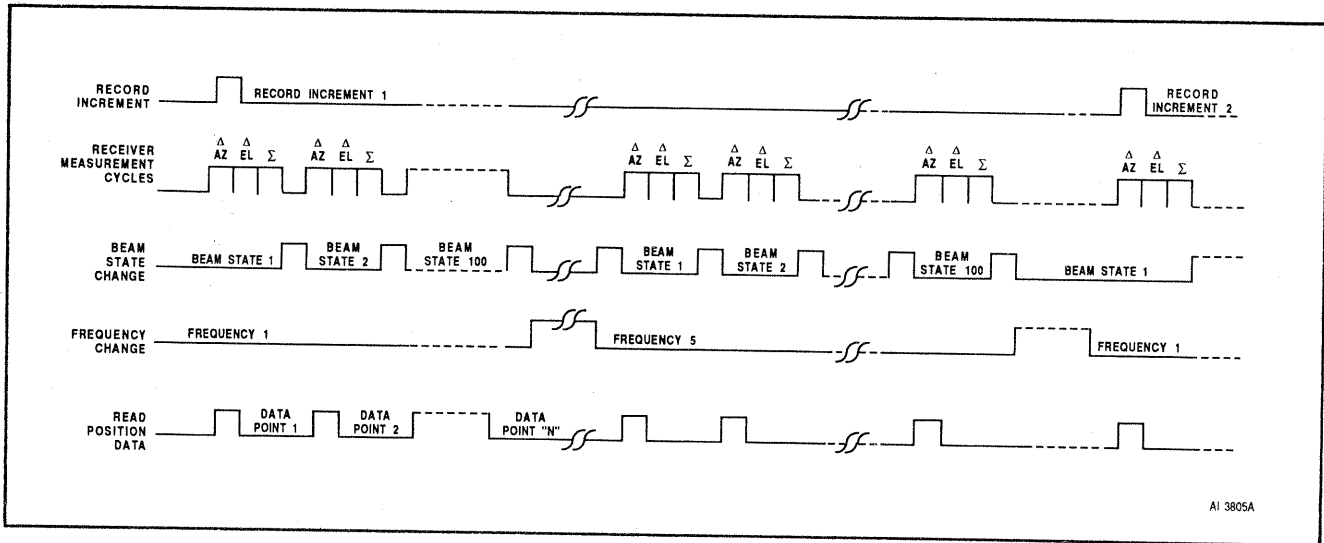 RECORD
INCREMENT
RECORD INCREMENT 1
RECORD
INCREMENT 2
RECEIVER
MEASUREMENT
CYCLES
Δ Δ
AZ EL Σ
Δ Δ
AZ EL Σ
Δ Δ
AZ EL Σ
Δ Δ
AZ EL Σ
Δ Δ
AZ EL Σ
Δ Δ
AZ EL Σ
BEAM
STATE
CHANGE
BEAM STATE 1
BEAM
STATE 2
BEAM
STATE 100
BEAM
STATE 1
BEAM
STATE 2
BEAM
STATE 100
BEAM STATE 1
FREQUENCY
CHANGE
FREQUENCY 1
FREQUENCY 5
FREQUENCY 1
READ
POSITION
DATA
DATA
POINT 1
DATA
POINT 2
DATA
POINT "N"
AI 3805A